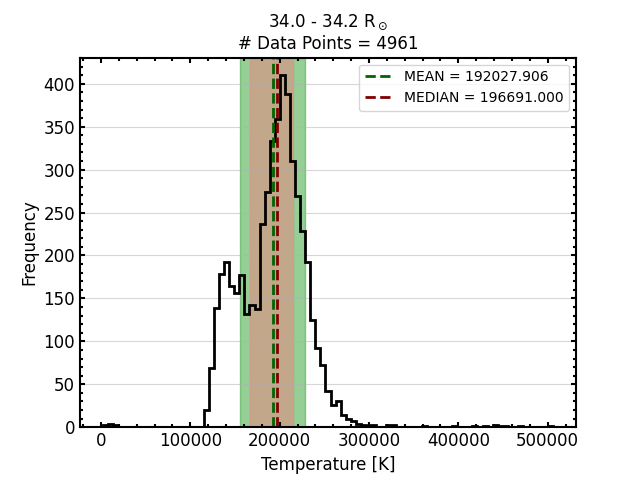 34.0 - 34.2 R⊙
# Data Points = 4961
MEAN = 192027.906
MEDIAN = 196691.000
Frequency
400
350
300
250
200
150
100
50
0
0 100000 200000 300000 400000 500000
Temperature [K]